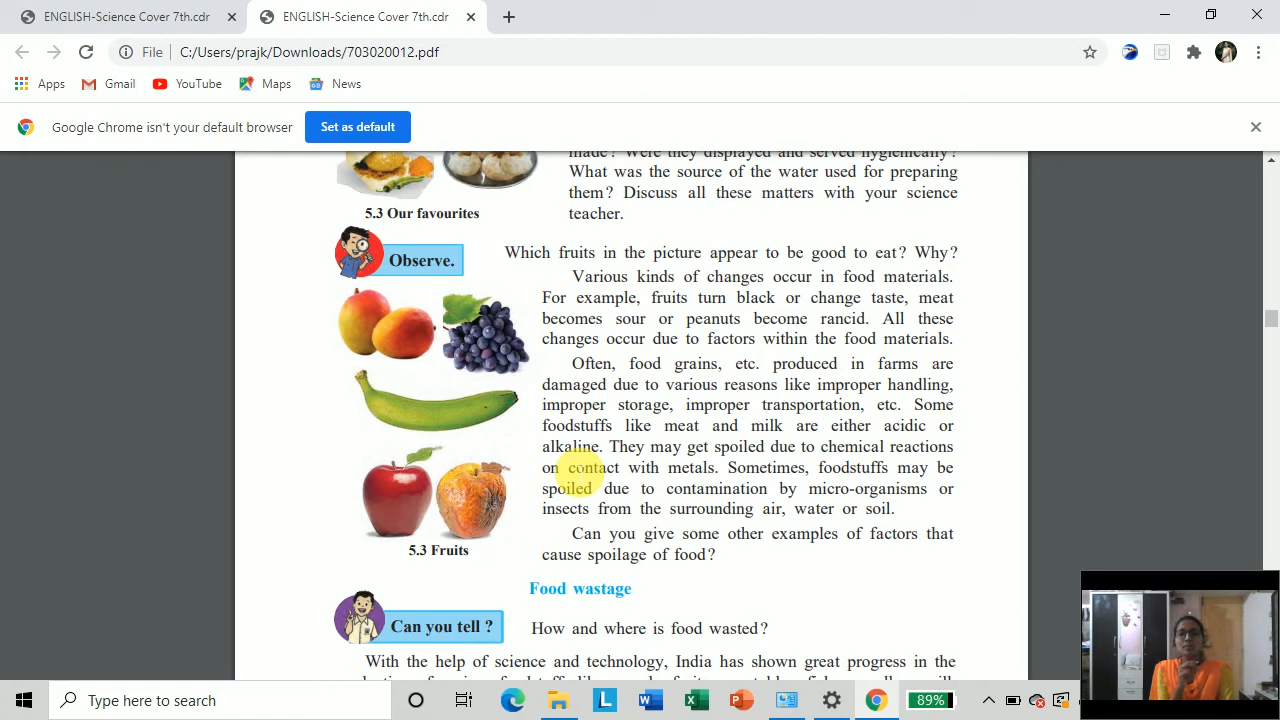 ENGLISH-Science Cover 7th.cdr
ENGLISH-Science Cover 7th.cdr
File
C:/Users/prajk/Downloads/703020012.pdf
Apps
Gmail
YouTube
Maps
News
Google Chrome isn't your default browser
Set as default
made? Were they displayed and served hygienically?
What was the source of the water used for preparing
them? Discuss all these matters with your science
teacher.
5.3 Our favourites
Observe.
Which fruits in the picture appear to be good to eat? Why?
Various kinds of changes occur in food materials.
For example, fruits turn black or change taste, meat
becomes sour or peanuts become rancid. All these
changes occur due to factors within the food materials.
Often, food grains, etc. produced in farms are
damaged due to various reasons like improper handling,
improper storage, improper transportation, etc. Some
foodstuffs like meat and milk are either acidic or
alkaline. They may get spoiled due to chemical reactions
on contact with metals. Sometimes, foodstuffs may be
spoiled due to contamination by micro-organisms or
insects from the surrounding air, water or soil.
5.3 Fruits
Can you give some other examples of factors that
cause spoilage of food?
Food wastage
Can you tell ?
How and where is food wasted?
With the help of science and technology, India has shown great progress in the
Type here to search
89%